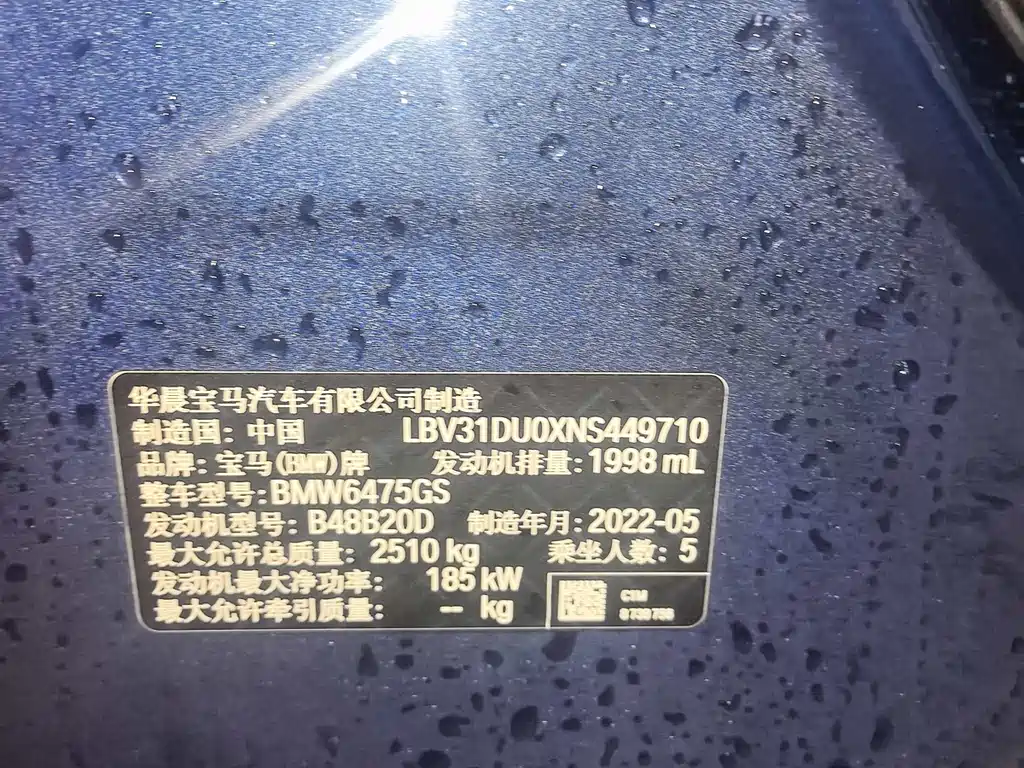 华晨宝马汽车有限公司制造
制造国: 中国 LBV31DU0XNS449710
品牌: 宝马(BMW)牌 发动机排量: 1998 mL
整车型号: BMW6475GS
发动机型号: B48B20D 制造年月: 2022-05
最大允许总质量: 2510 kg 乘坐人数: 5
发动机最大净功率: 185 kW
最大允许牵引质量: -- kg